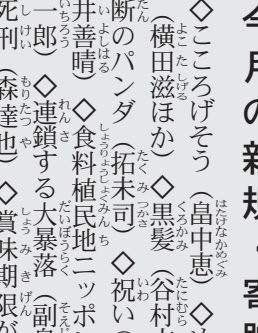 今月の新規・寄
◇こころげそう（畠中恵）◇
（横田滋ほか）◇黒髪（谷村
断のパンダ（拓未司）◇祝いの
井善晴）◇食料植民地ニッポン
一郎）◇連鎖する大暴落（副島
死刑（森達也）◇賞味期限が